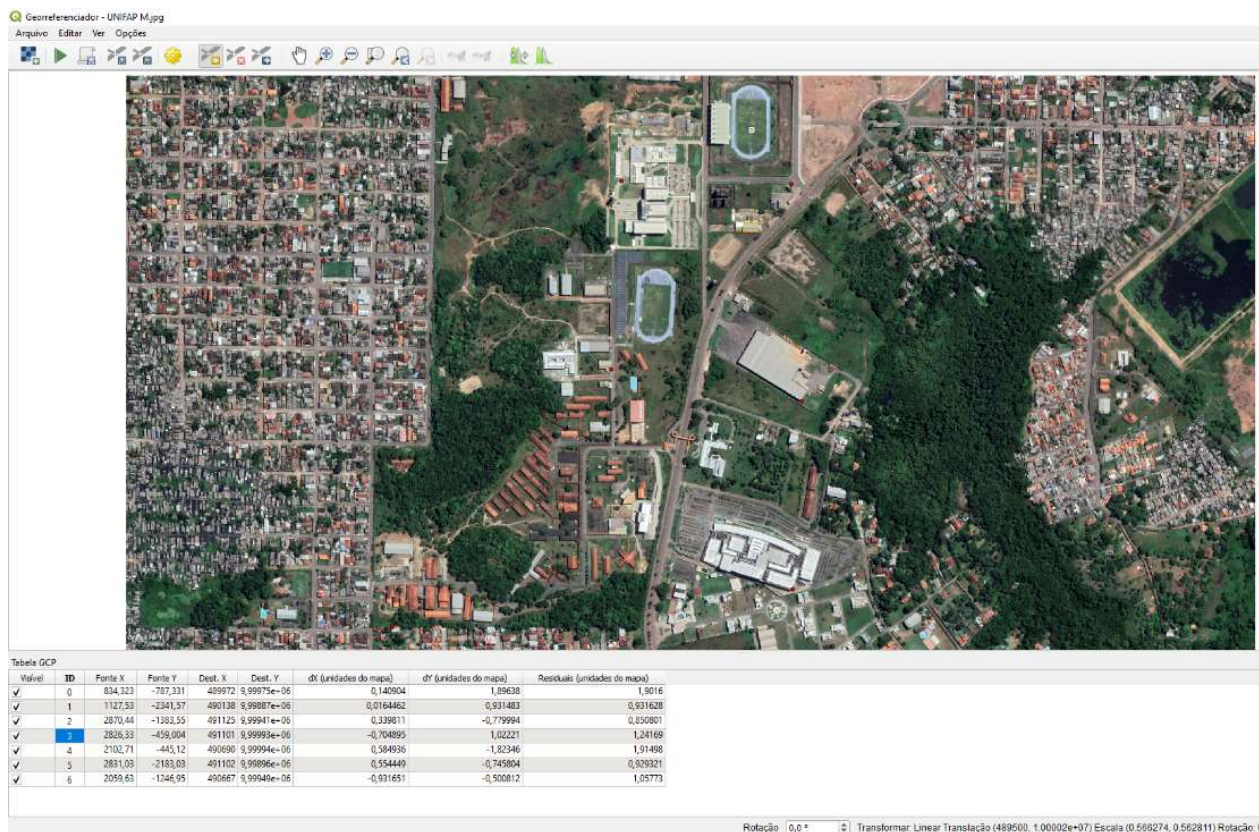 Georreferenciador - UNIFAP M.jpg
Arquivo Editar Ver Opções
Tabela GCP
Visível ID Fonte X Fonte Y Dest. X Dest. Y dX (unidades do mapa) dY (unidades do mapa) Residuais (unidades do mapa)
0 834,323 -787,331 489972 9,99975e+06 0,140904 1,89638 1,9016
1 1127,53 -2341,57 490138 9,99887e+06 0,0164462 0,931483 0,931628
2 2870,44 -1383,55 491125 9,99941e+06 0,339811 -0,779994 0,850801
3 2826,33 -459,004 491101 9,99993e+06 -0,704895 1,02221 1,24169
4 2102,71 -445,12 490690 9,99994e+06 0,584936 -1,82346 1,91498
5 2831,03 -2183,03 491102 9,99896e+06 0,554449 -0,745804 0,929321
6 2059,63 -1246,95 490667 9,99949e+06 -0,931651 -0,500812 1,05773
Rotação 0,0 ° Transformar: Linear Translação (489500, 1.00002e+07) Escala (0.566274, 0.562811) Rotação: